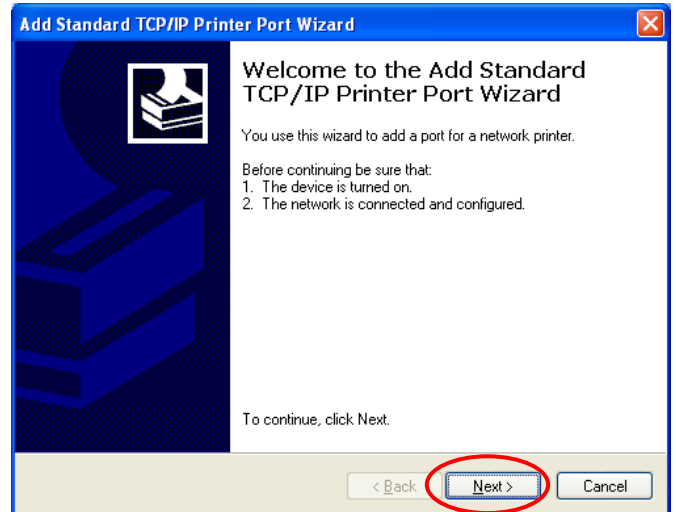 Add Standard TCP/IP Printer Port Wizard
Welcome to the Add Standard
TCP/IP Printer Port Wizard
You use this wizard to add a port for a network printer.
Before continuing be sure that:
1. The device is turned on.
2. The network is connected and configured.
To continue, click Next.
< Back Next > Cancel